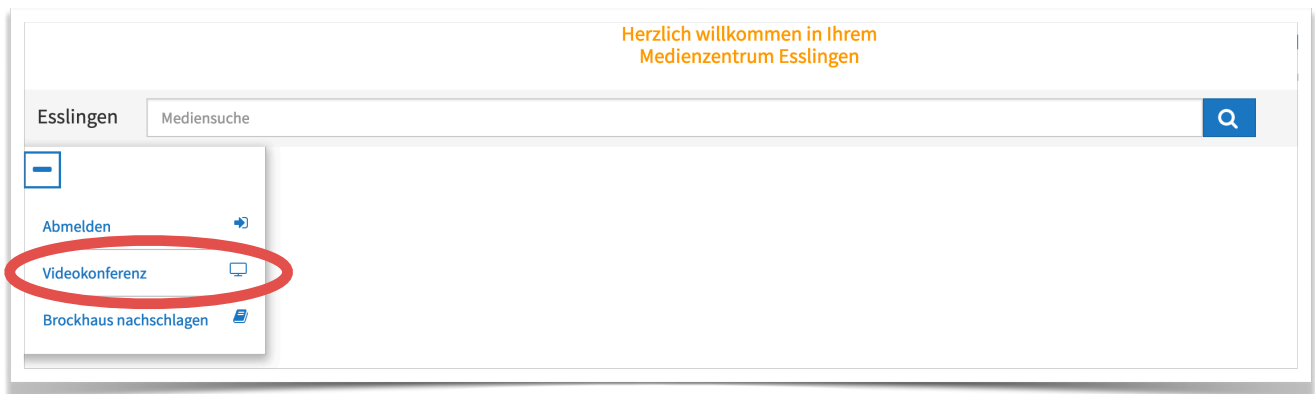 Herzlich willkommen in Ihrem
Medienzentrum Esslingen
Esslingen
Mediensuche
Abmelden
Videokonferenz
Brockhaus nachschlagen